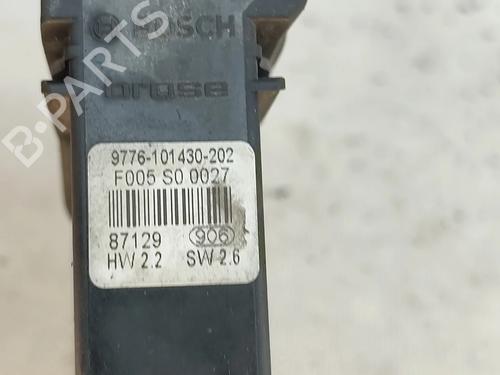 BOSCH
brose
9776-101430-202
F005 S0 0027
87129 906
HW 2.2 SW 2.6
B-PARTS